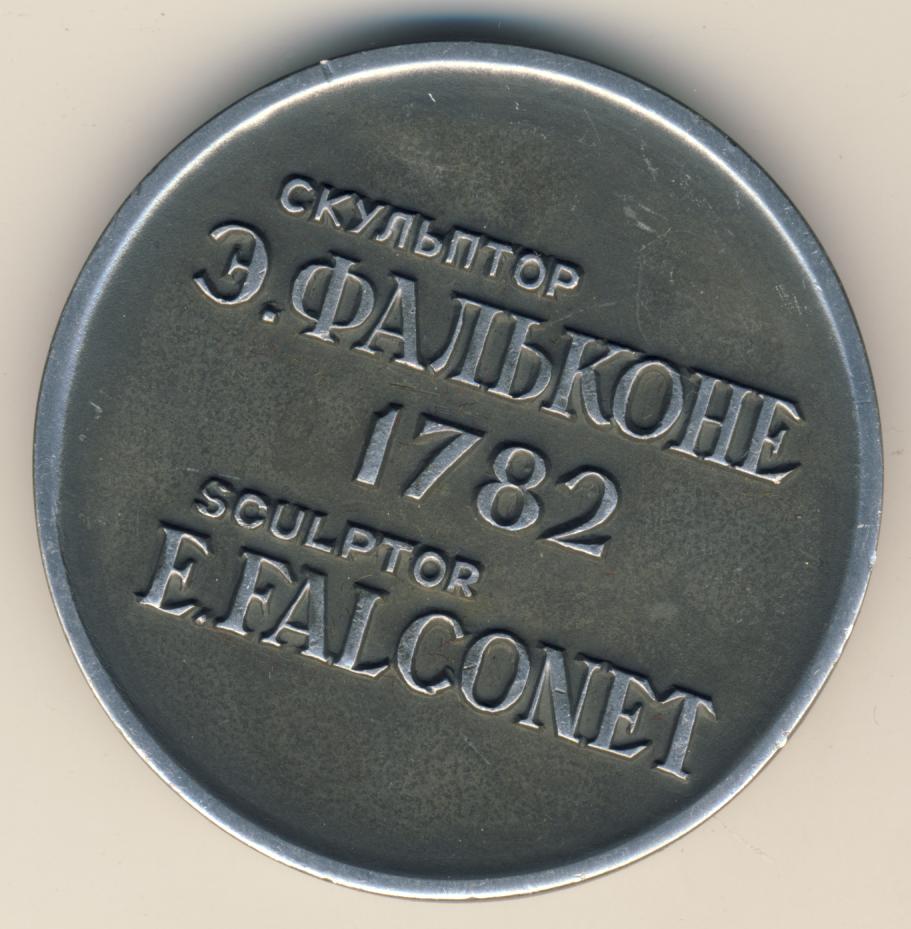 СКУЛЬПТОР
Э.ФАЛЬКОНЕ
1782
SCULPTOR
E.FALCONET